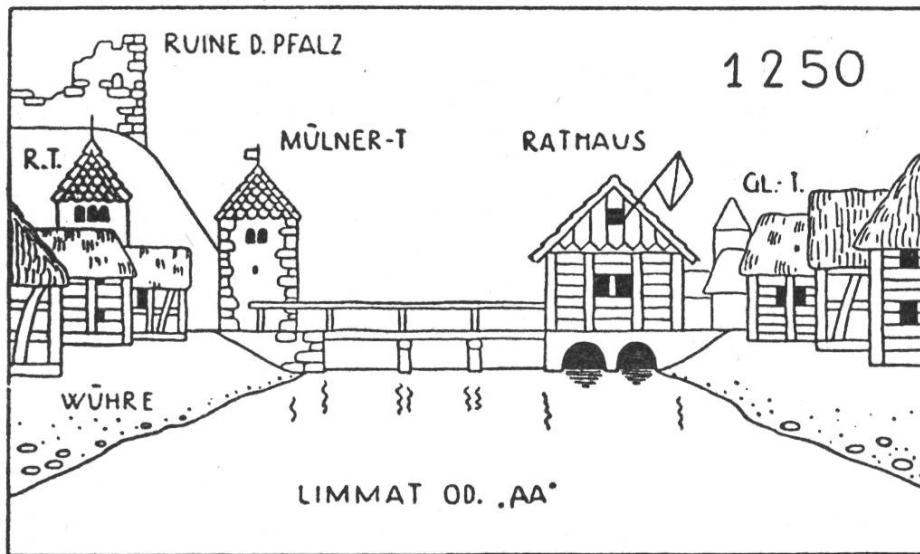 RUINE D. PFALZ
1250
MÜLNER-T
RATHAUS
R.T.
GL.-T.
WÜHRE
LIMMAT OD. „AA“